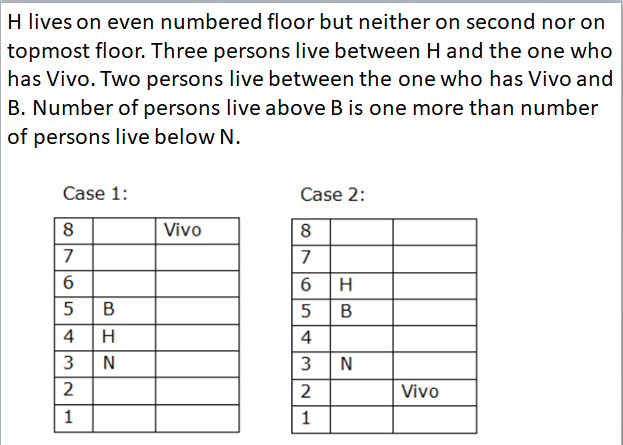 H lives on even numbered floor but neither on second nor on
topmost floor. Three persons live between H and the one who
has Vivo. Two persons live between the one who has Vivo and
B. Number of persons live above B is one more than number
of persons live below N.
Case 1:
8 Vivo
7
6
5 B
4 H
3 N
2
1
Case 2:
8
7
6 H
5 B
4
3 N
2 Vivo
1